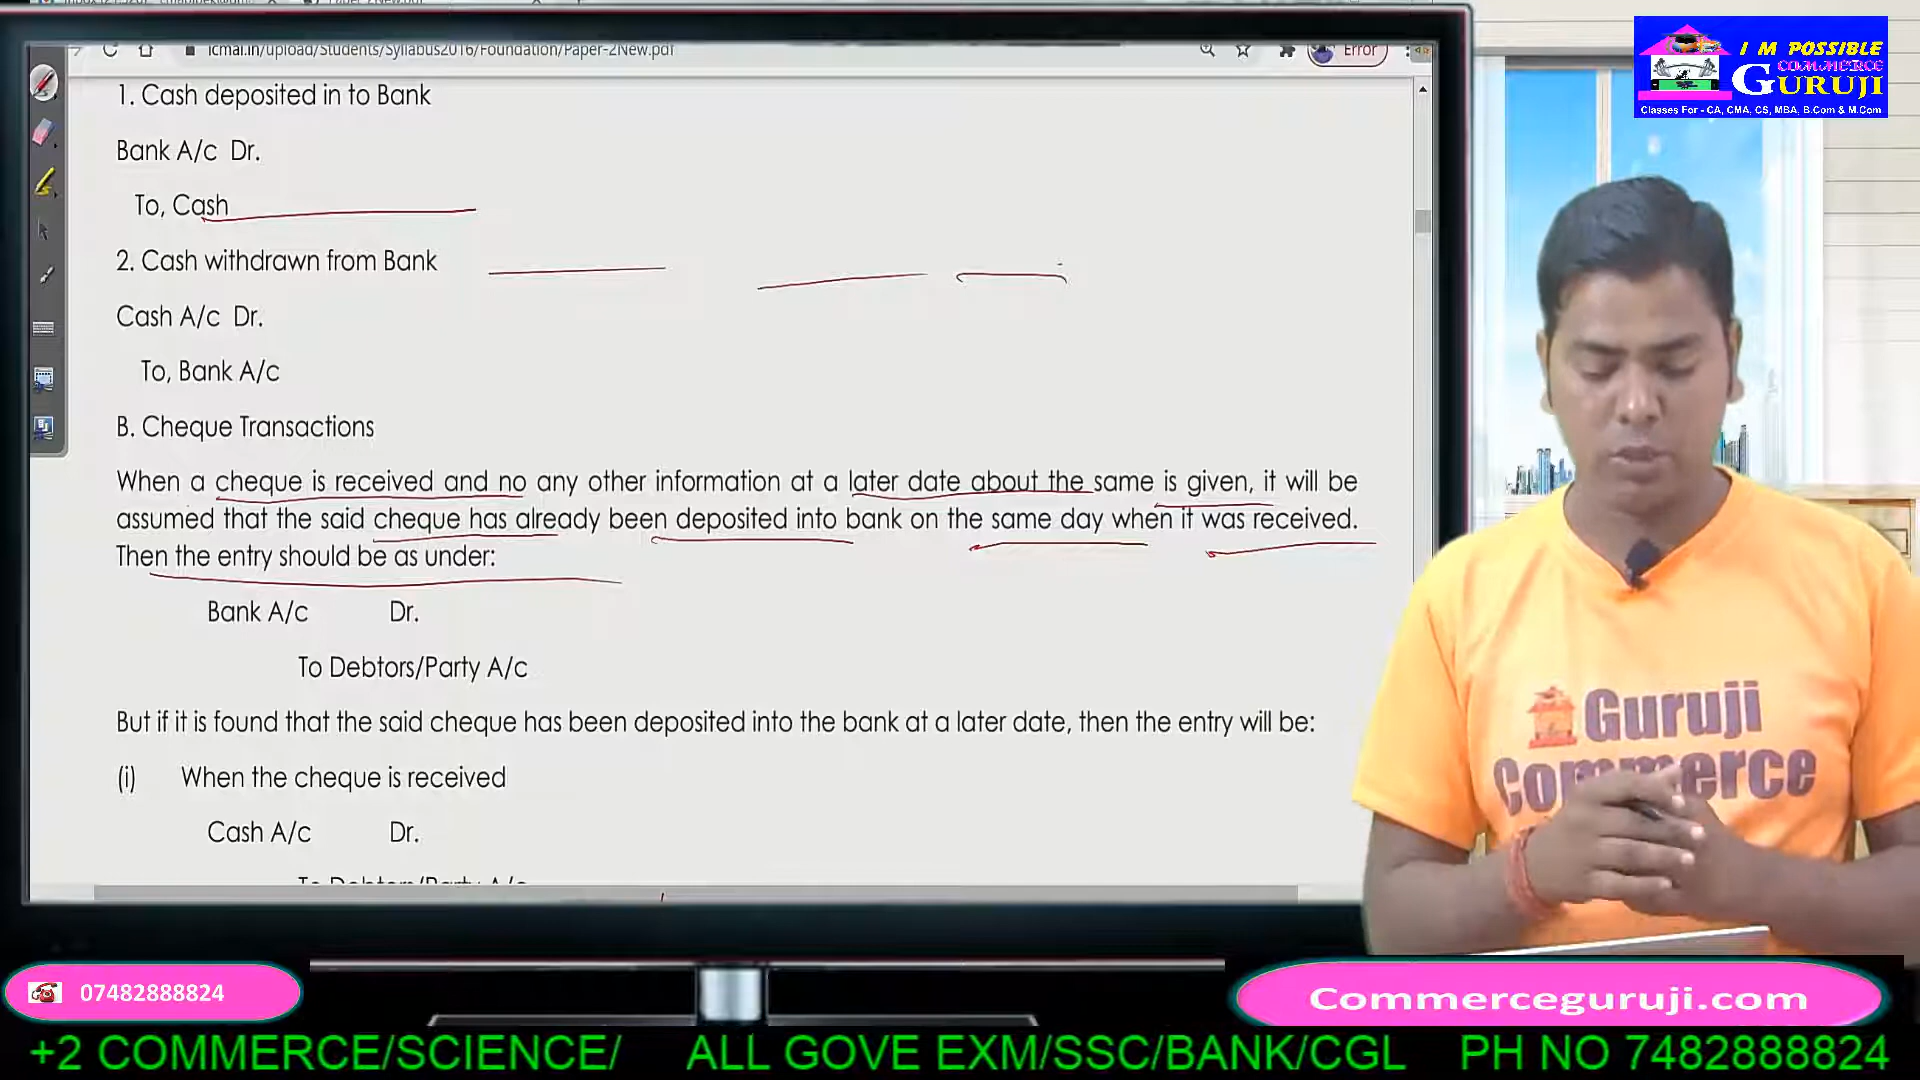 icmai.in/upload/Students/Syllabus2016/Foundation/Paper-2New.pdf
Error
I M POSSIBLE
COMMERCE
GURUJI
Classes For - CA, CMA, CS, MBA, B.Com & M.Com
1. Cash deposited in to Bank
Bank A/c Dr.
To, Cash
2. Cash withdrawn from Bank
Cash A/c Dr.
To, Bank A/c
B. Cheque Transactions
When a cheque is received and no any other information at a later date about the same is given, it will be
assumed that the said cheque has already been deposited into bank on the same day when it was received.
Then the entry should be as under:
Bank A/c Dr.
To Debtors/Party A/c
But if it is found that the said cheque has been deposited into the bank at a later date, then the entry will be:
(i) When the cheque is received
Cash A/c Dr.
To Debtors/Party A/c
Guruji
Commerce
07482888824
Commerceguruji.com
+2 COMMERCE/SCIENCE/ ALL GOVE EXM/SSC/BANK/CGL PH NO 7482888824